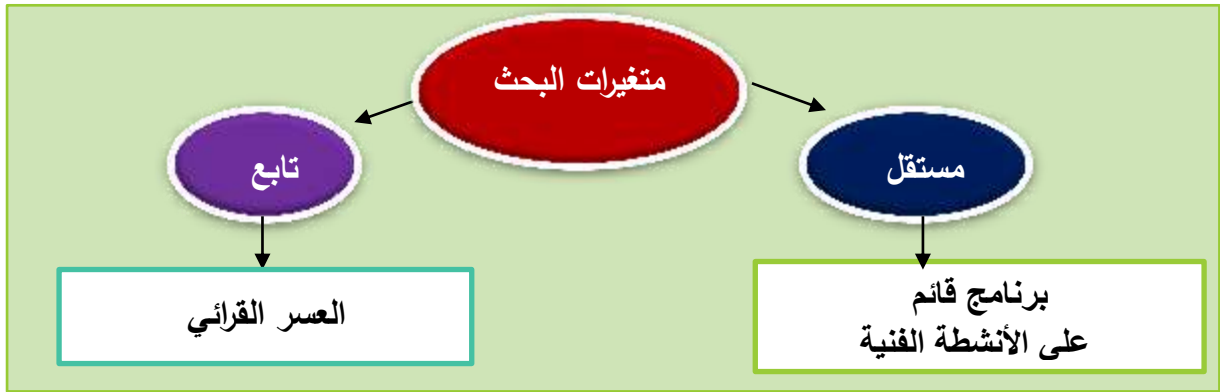 متغيرات البحث
مستقل
تابع
برنامج قائم
على الأنشطة الفنية
العسر القرائي